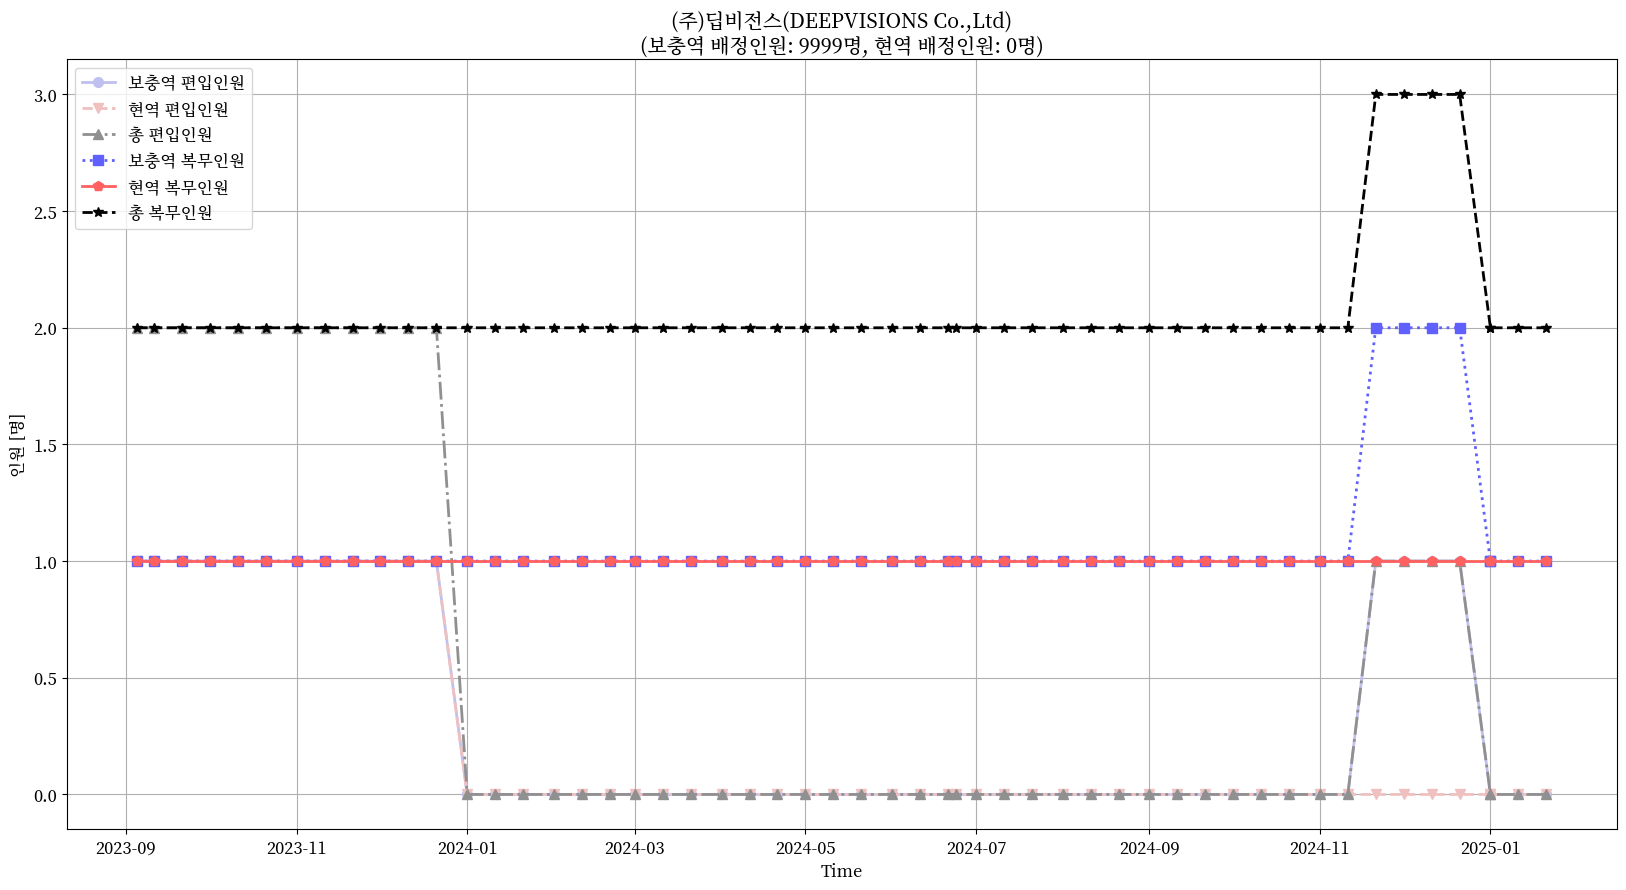 (주)딥비전스(DEEPVISIONS Co.,Ltd)
(보충역 배정인원: 9999명, 현역 배정인원: 0명)
보충역 편입인원
현역 편입인원
총 편입인원
보충역 복무인원
현역 복무인원
총 복무인원
3.0
2.5
2.0
1.5
1.0
0.5
0.0
인원 [명]
2023-09
2023-11
2024-01
2024-03
2024-05
2024-07
2024-09
2024-11
2025-01
Time